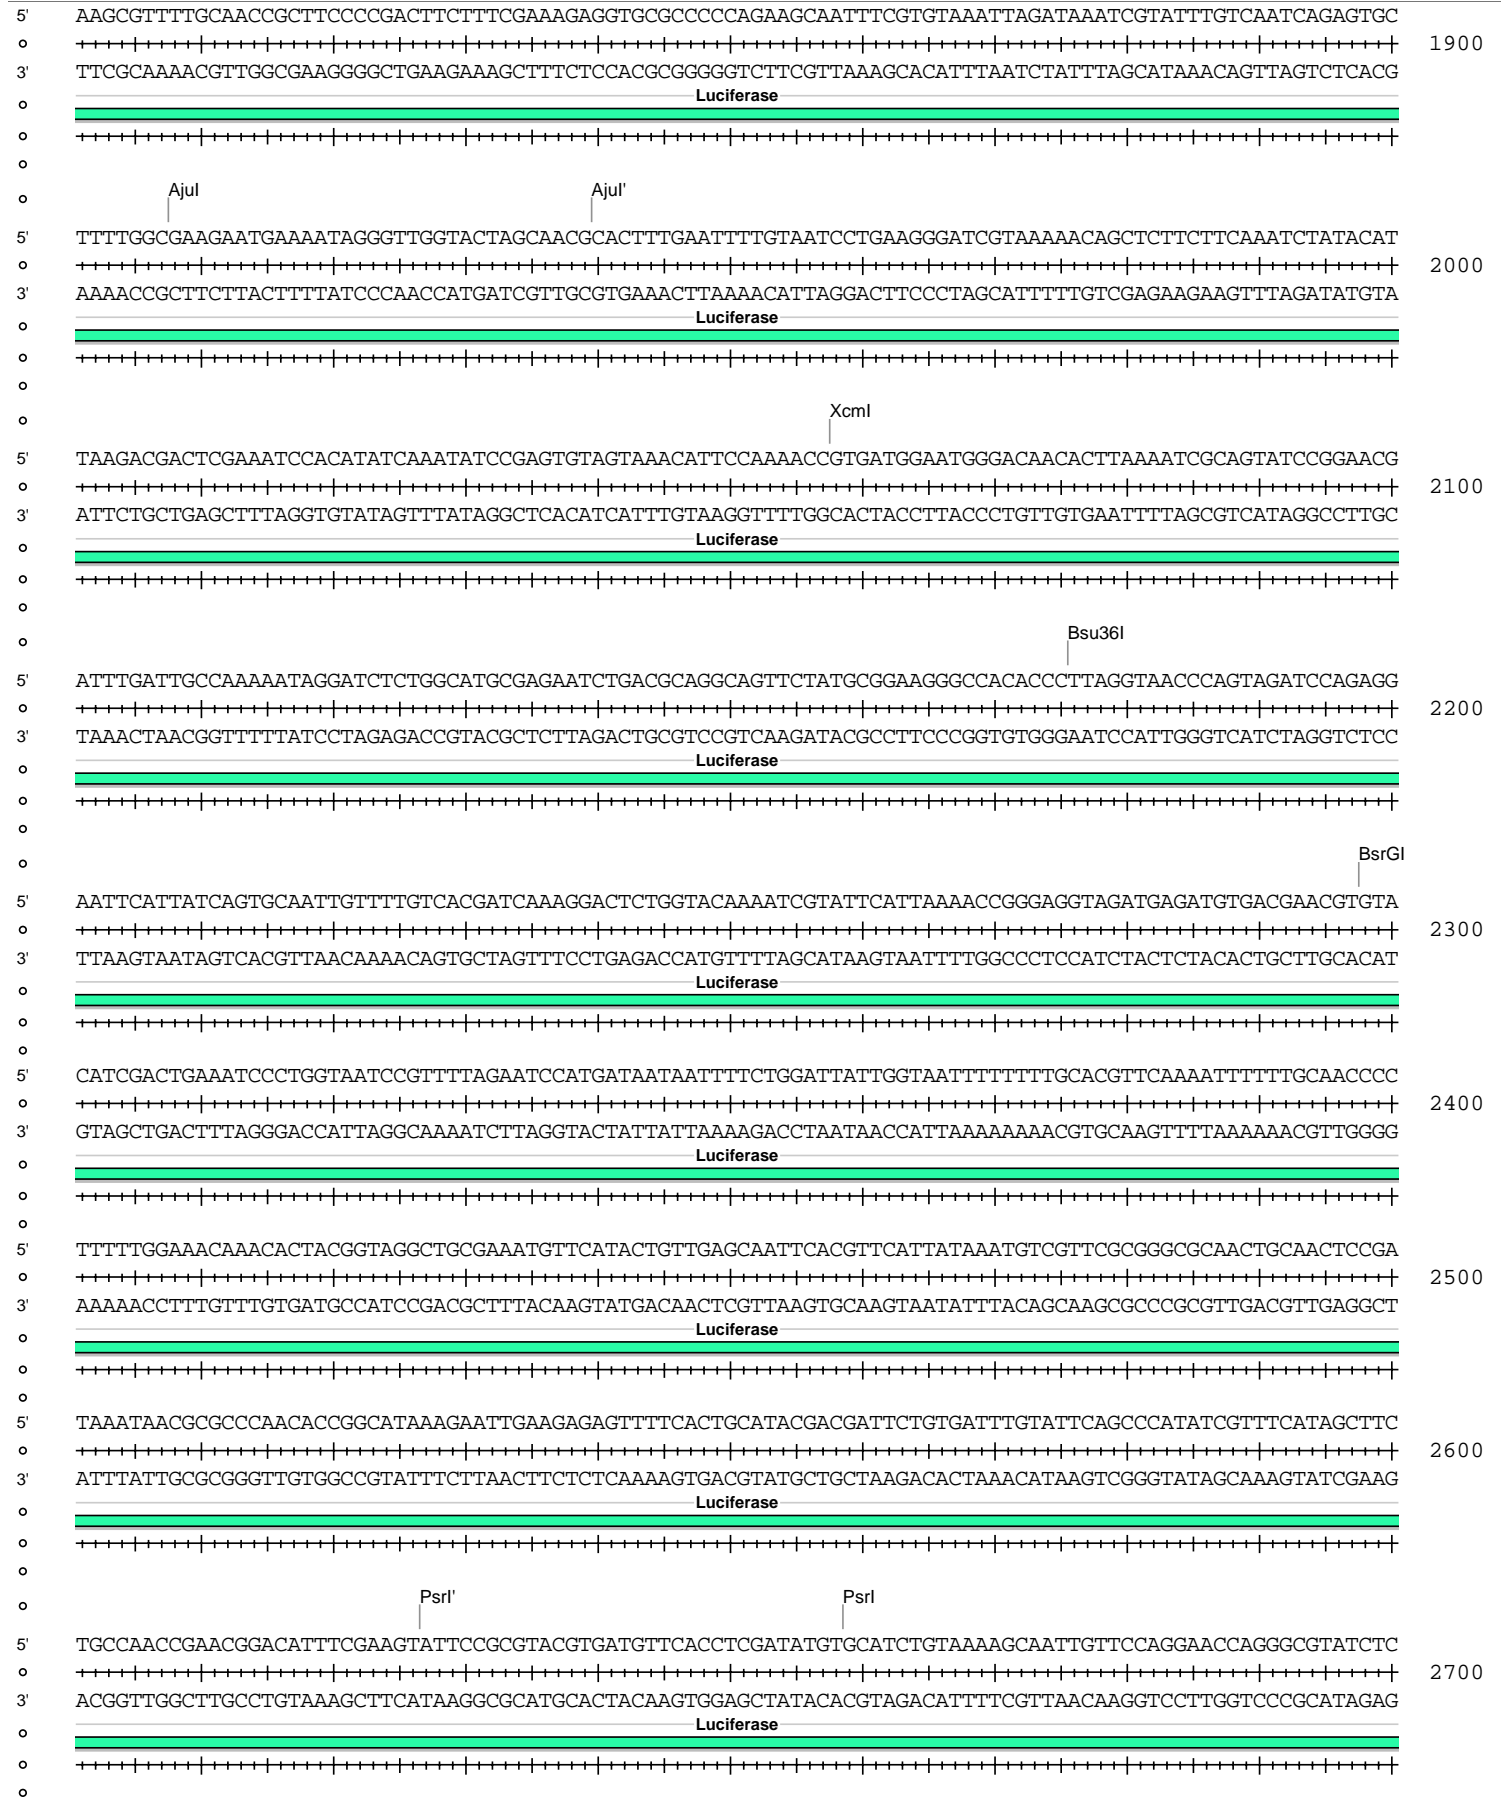 5' AAGCGTTTTGCAACCGCTTCCCCGACTTCTTTCGAAAGAGGTGCGCCCCCAGAAGCAATTTCGTGTAAATTAGATAAATCGTATTTGTCAATCAGAGTGC
1900
3' TTCGCAAAACGTTGGCGAAGGGGCTGAAGAAAGCTTTCTCCACGCGGGGGTCTTCGTTAAAGCACATTTAATCTATTTAGCATAAACAGTTAGTCTCACG
Luciferase
AjuI AjuI'
5' TTTTGGCGAAGAATGAAAATAGGGTTGGTACTAGCAACGCACTTTGAATTTTGTAATCCTGAAGGGATCGTAAAAACAGCTCTTCTTCAAATCTATACAT
2000
3' AAAACCGCTTCTTACTTTTATCCCAACCATGATCGTTGCGTGAAACTTAAAACATTAGGACTTCCCTAGCATTTTTGTCGAGAAGAAGTTTAGATATGTA
Luciferase
XcmI
5' TAAGACGACTCGAAATCCACATATCAAATATCCGAGTGTAGTAAACATTCCAAAACCGTGATGGAATGGGACAACACTTAAAATCGCAGTATCCGGAACG
2100
3' ATTCTGCTGAGCTTTAGGTGTATAGTTTATAGGCTCACATCATTTGTAAGGTTTTGGCACTACCTTACCCTGTTGTGAATTTTAGCGTCATAGGCCTTGC
Luciferase
Bsu36I
5' ATTTGATTGCCAAAAATAGGATCTCTGGCATGCGAGAATCTGACGCAGGCAGTTCTATGCGGAAGGGCCACACCCTTAGGTAACCCAGTAGATCCAGAGG
2200
3' TAAACTAACGGTTTTTATCCTAGAGACCGTACGCTCTTAGACTGCGTCCGTCAAGATACGCCTTCCCGGTGTGGGAATCCATTGGGTCATCTAGGTCTCC
Luciferase
BsrGI
5' AATTCATTATCAGTGCAATTGTTTTGTCACGATCAAAGGACTCTGGTACAAAATCGTATTCATTAAAACCGGGAGGTAGATGAGATGTGACGAACGTGTA
2300
3' TTAAGTAATAGTCACGTTAACAAAACAGTGCTAGTTTCCTGAGACCATGTTTTAGCATAAGTAATTTTGGCCCTCCATCTACTCTACACTGCTTGCACAT
Luciferase
5' CATCGACTGAAATCCCTGGTAATCCGTTTTAGAATCCATGATAATAATTTTCTGGATTATTGGTAATTTTTTTTGCACGTTCAAAATTTTTTGCAACCCC
2400
3' GTAGCTGACTTTAGGGACCATTAGGCAAAATCTTAGGTACTATTATTAAAAGACCTAATAACCATTAAAAAAAACGTGCAAGTTTTAAAAAACGTTGGGG
Luciferase
5' TTTTTGGAAACAAACACTACGGTAGGCTGCGAAATGTTCATACTGTTGAGCAATTCACGTTCATTATAAATGTCGTTCGCGGGCGCAACTGCAACTCCGA
2500
3' AAAAACCTTTGTTTGTGATGCCATCCGACGCTTTACAAGTATGACAACTCGTTAAGTGCAAGTAATATTTACAGCAAGCGCCCGCGTTGACGTTGAGGCT
Luciferase
5' TAAATAACGCGCCCAACACCGGCATAAAGAATTGAAGAGAGTTTTCACTGCATACGACGATTCTGTGATTTGTATTCAGCCCATATCGTTTCATAGCTTC
2600
3' ATTTATTGCGCGGGTTGTGGCCGTATTTCTTAACTTCTCTCAAAAGTGACGTATGCTGCTAAGACACTAAACATAAGTCGGGTATAGCAAAGTATCGAAG
Luciferase
PsrI' PsrI
5' TGCCAACCGAACGGACATTTCGAAGTATTCCGCGTACGTGATGTTCACCTCGATATGTGCATCTGTAAAAGCAATTGTTCCAGGAACCAGGGCGTATCTC
2700
3' ACGGTTGGCTTGCCTGTAAAGCTTCATAAGGCGCATGCACTACAAGTGGAGCTATACACGTAGACATTTTCGTTAACAAGGTCCTTGGTCCCGCATAGAG
Luciferase